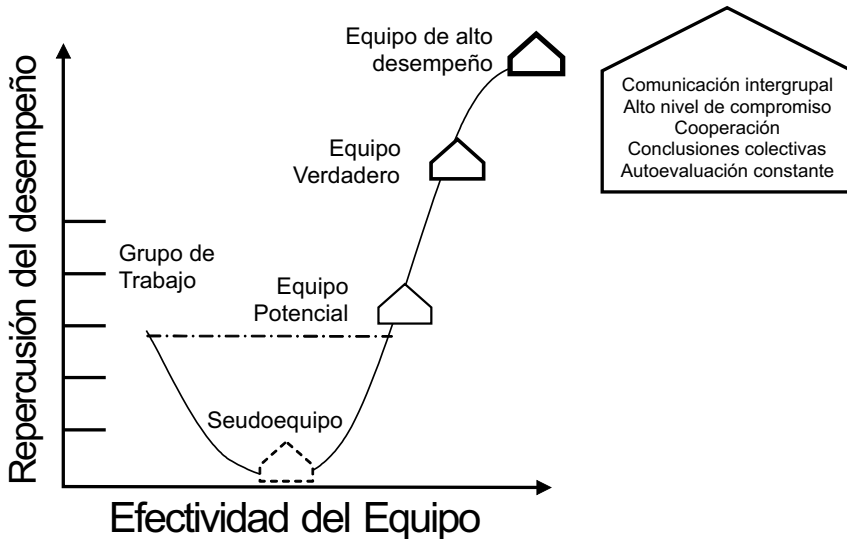 Repercusión del desempeño
Equipo de alto
desempeño
Comunicación intergrupal
Alto nivel de compromiso
Cooperación
Conclusiones colectivas
Autoevaluación constante
Equipo
Verdadero
Grupo de
Trabajo
Equipo
Potencial
Seudoequipo
Efectividad del Equipo